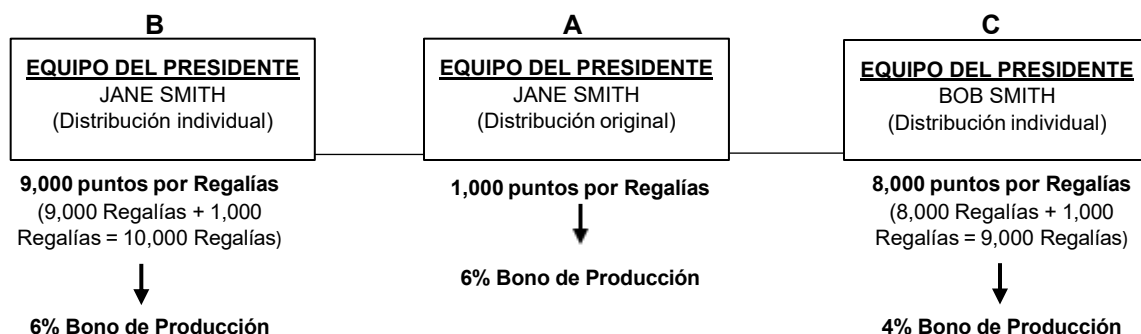 B
EQUIPO DEL PRESIDENTE
JANE SMITH
(Distribución individual)
9,000 puntos por Regalías
(9,000 Regalías + 1,000
Regalías = 10,000 Regalías)
6% Bono de Producción
A
EQUIPO DEL PRESIDENTE
JANE SMITH
(Distribución original)
1,000 puntos por Regalías
6% Bono de Producción
C
EQUIPO DEL PRESIDENTE
BOB SMITH
(Distribución individual)
8,000 puntos por Regalías
(8,000 Regalías + 1,000
Regalías = 9,000 Regalías)
4% Bono de Producción